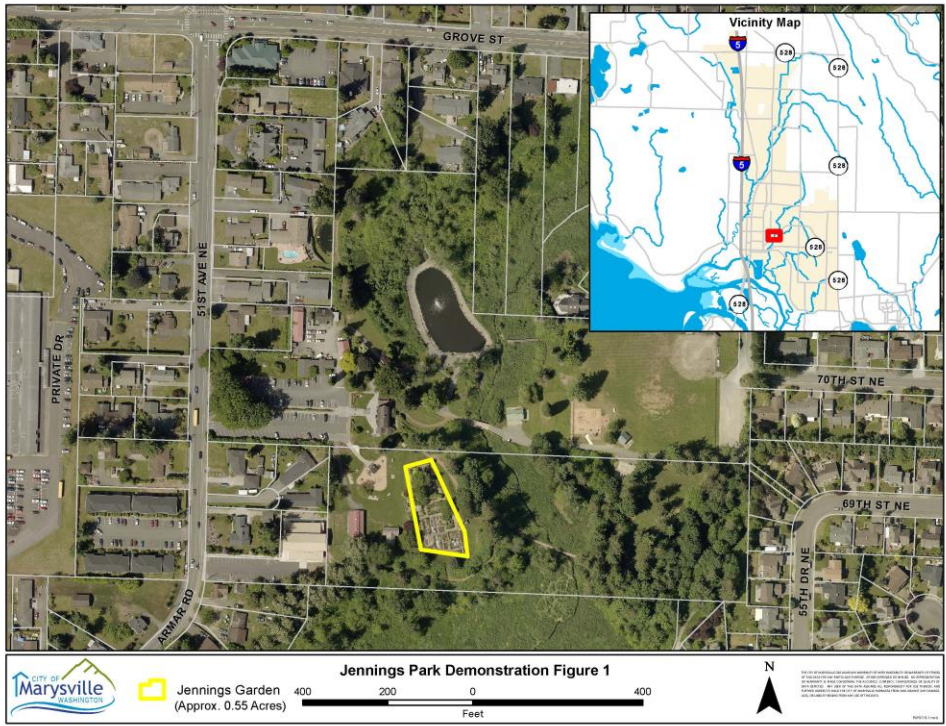 GROVE ST
Vicinity Map
5
528
528
5
528
528
528
528
51ST AVE NE
PRIVATE DR
70TH ST NE
69TH ST NE
55TH DR NE
ARMAR RD
CITY OF
Marysville
WASHINGTON
Jennings Garden
(Approx. 0.55 Acres)
Jennings Park Demonstration Figure 1
400 0 400
Feet
N